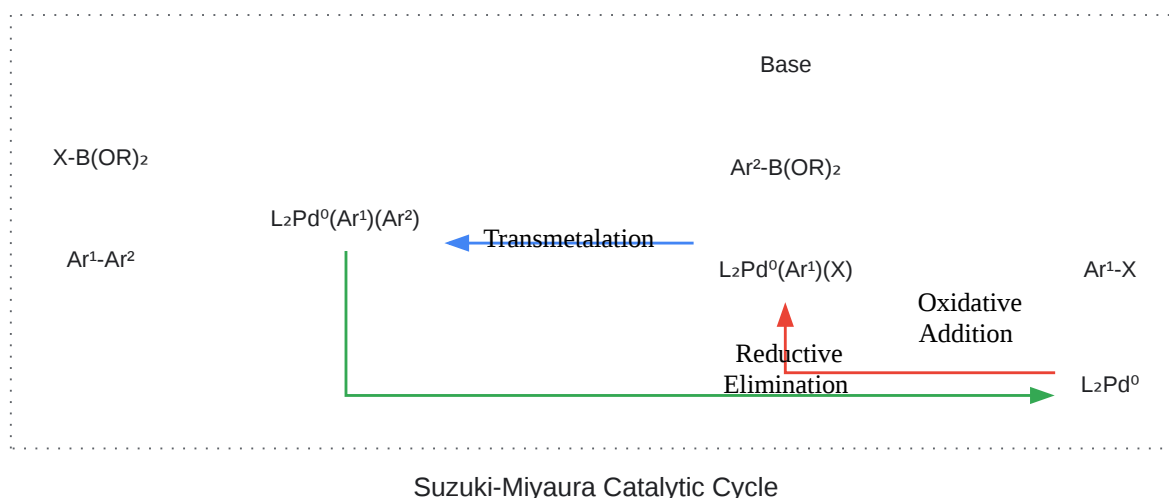 Base
X-B(OR)₂
Ar²-B(OR)₂
L₂Pd⁰(Ar¹)(Ar²)
Transmetalation
Ar¹-Ar²
L₂Pd⁰(Ar¹)(X)
Ar¹-X
Oxidative
Addition
Reductive
Elimination
L₂Pd⁰
Suzuki-Miyaura Catalytic Cycle